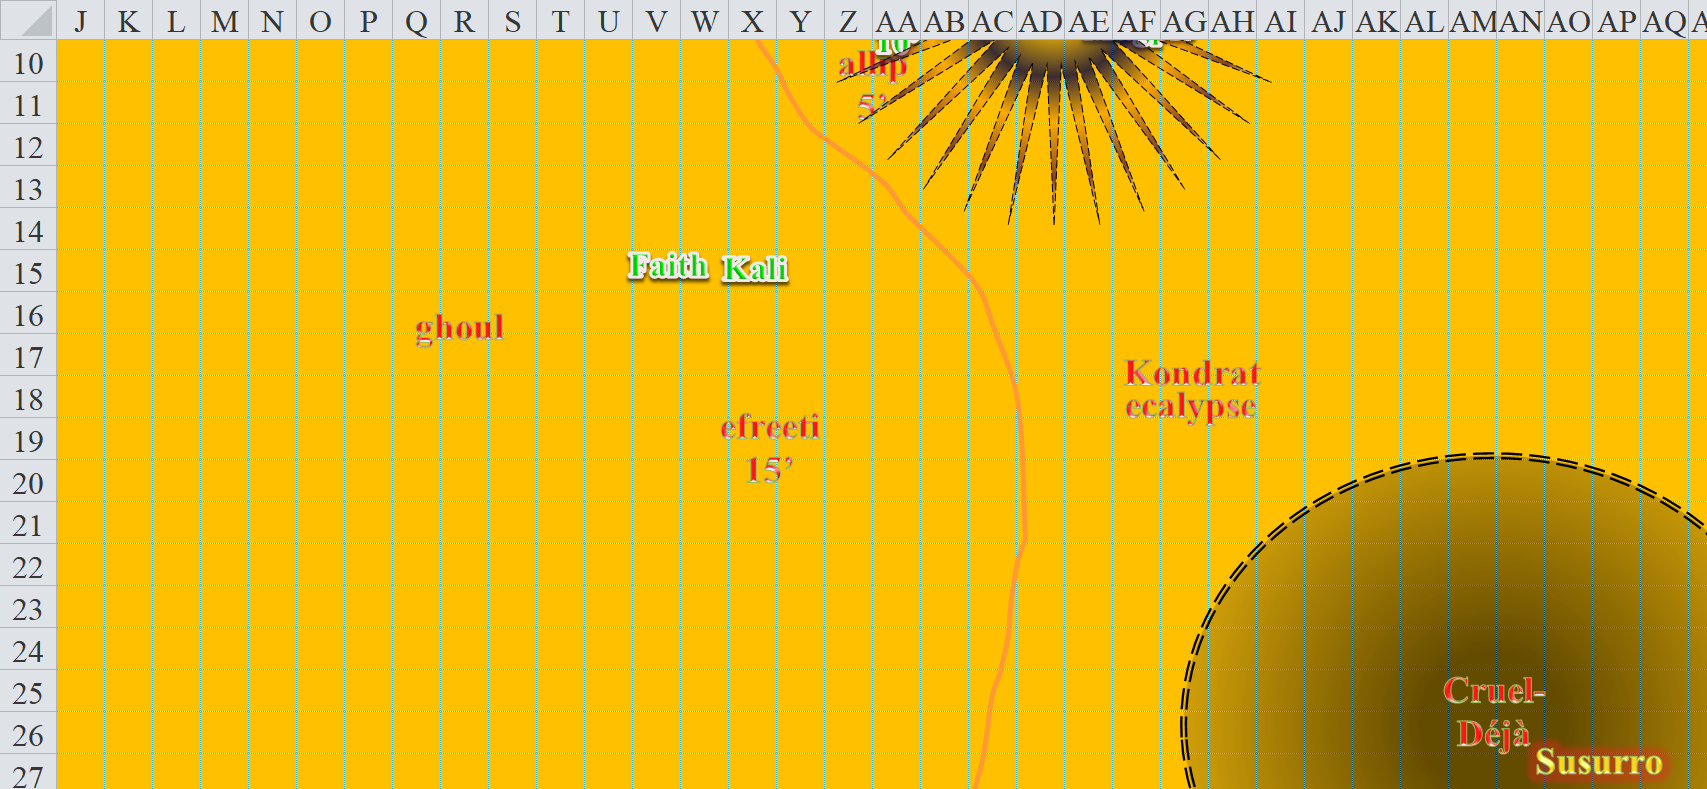 J K L M N O P Q R S T U V W X Y Z AA AB AC AD AE AF AG AH AI AJ AK AL AM AN AO AP AQ
10
allip
11
5’
12
13
14
15
Faith Kali
16
ghoul
17
Kondrat
18
ecalypse
19
efreeti
20
15’
21
22
23
24
25
Cruel-
26
Déjà
27
Susurro